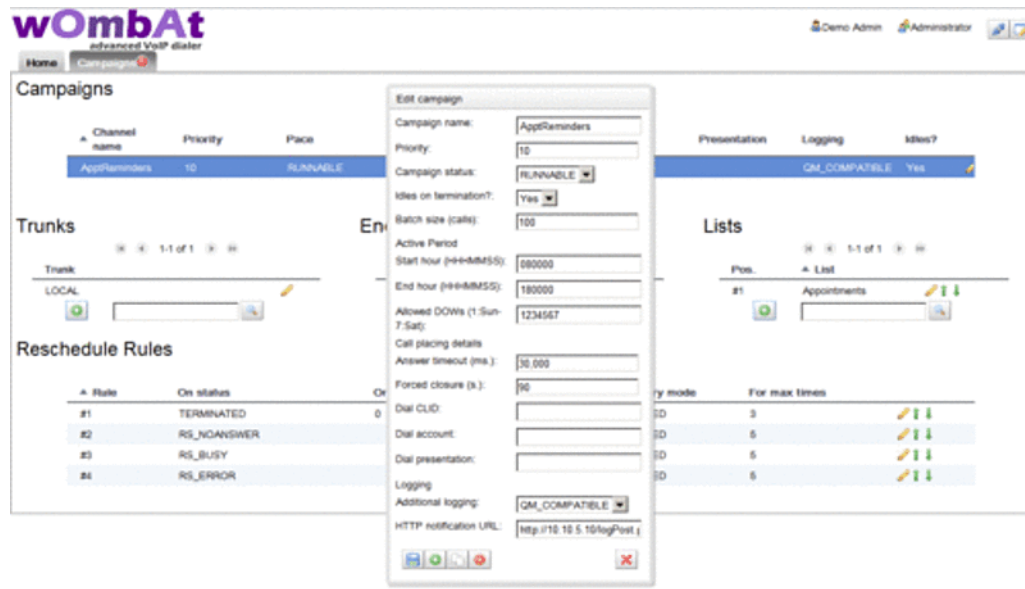 wOmbAt
advanced VoIP dialer
Demo Admin Administrator
Home Campaigns
Campaigns
Channel name Priority Pace Presentation Logging Idles?
ApptReminders 10 RUNNABLE QM_COMPATIBLE Yes
Trunks
1-1 of 1
Trunk
LOCAL
Lists
1-1 of 1
Pos. List
#1 Appointments
Reschedule Rules
Rule On status For max times
#1 TERMINATED 0 3
#2 RS_NOANSWER 5
#3 RS_BUSY 5
#4 RS_ERROR 5
Edit campaign
Campaign name: ApptReminders
Priority: 10
Campaign status: RUNNABLE
Idles on termination?: Yes
Batch size (calls): 100
Active Period
Start hour (HHMMSS): 080000
End hour (HHMMSS): 180000
Allowed DOWs (1:Sun-
7:Sat): 1234567
Call placing details
Answer timeout (ms.): 30,000
Forced closure (s.): 90
Dial CLID:
Dial account:
Dial presentation:
Logging
Additional logging: QM_COMPATIBLE
HTTP notification URL: http://10.10.5.10/logPost.p